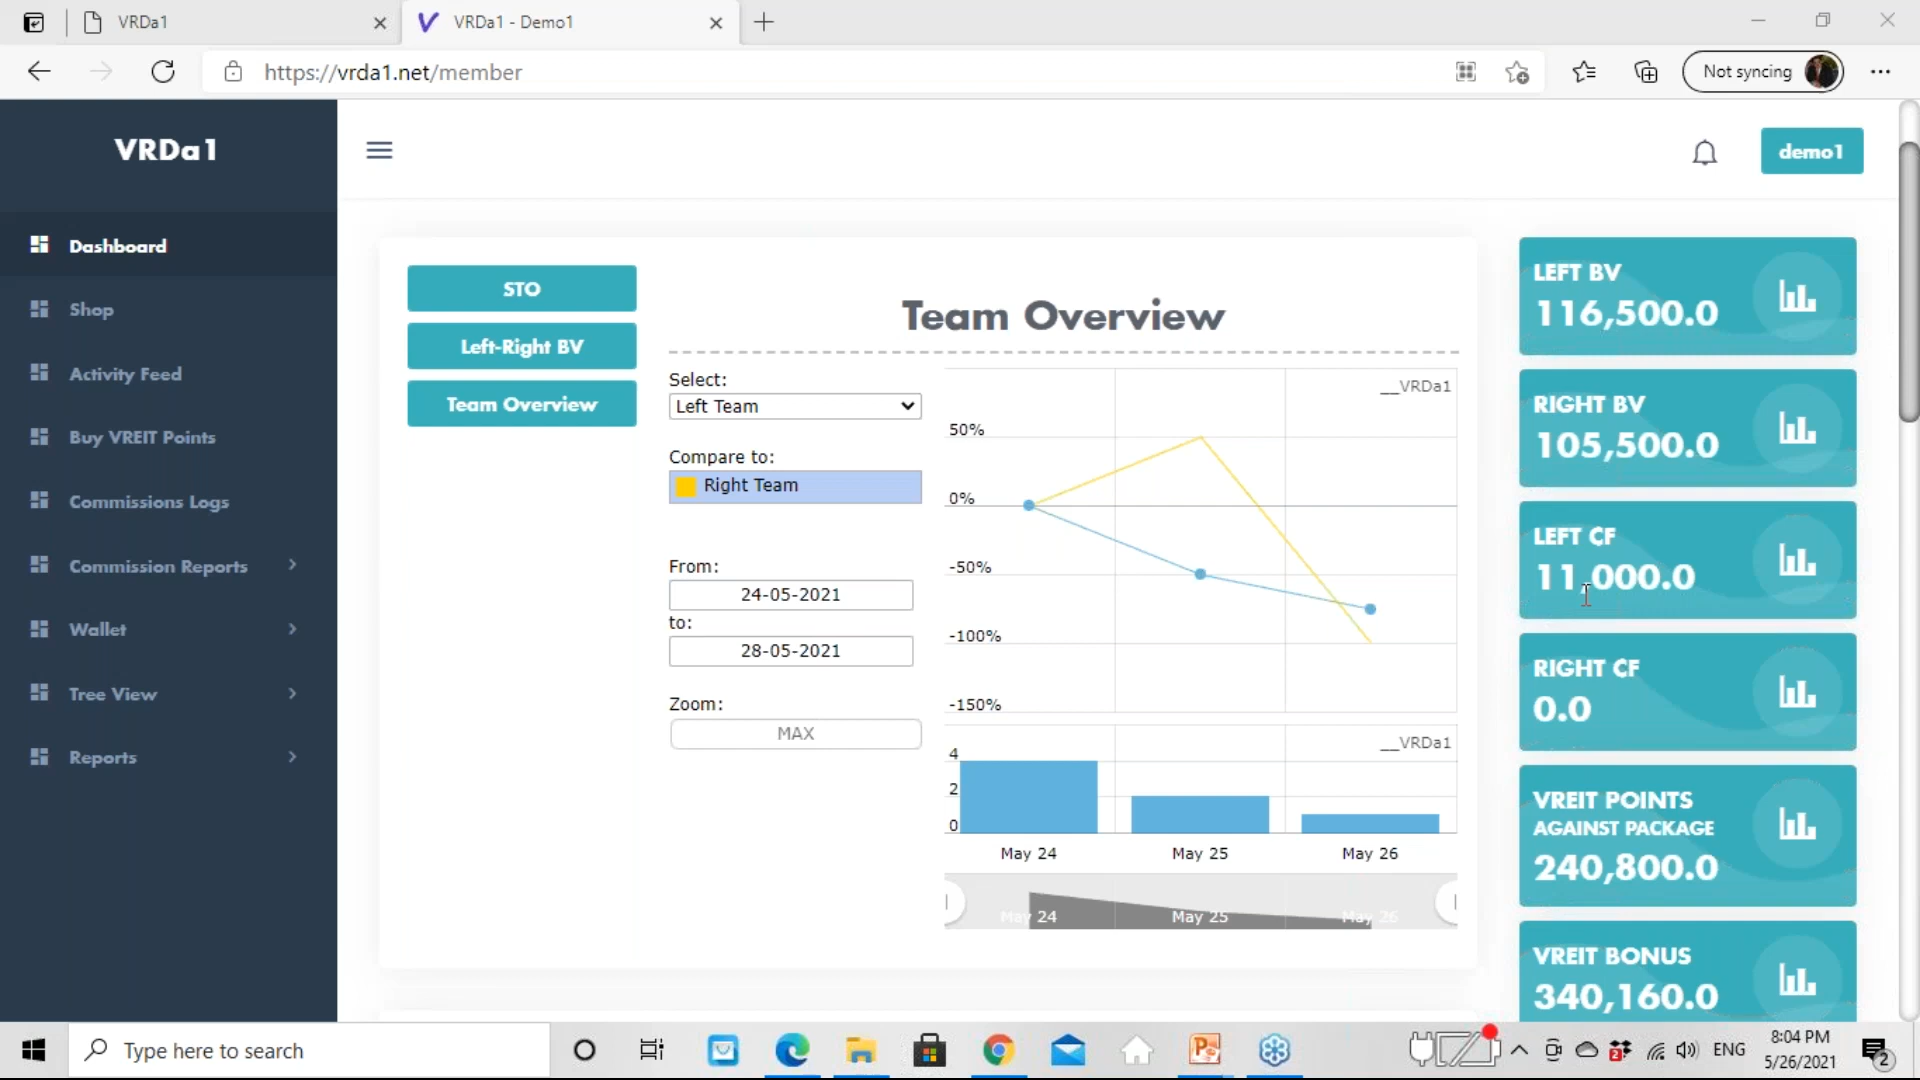 VRDa1
VRDa1 - Demo1
https://vrda1.net/member
Not syncing
VRDa1
demo1
Dashboard
Shop
Activity Feed
Buy VREIT Points
Commissions Logs
Commission Reports
Wallet
Tree View
Reports
STO
Left-Right BV
Team Overview
Team Overview
Select:
Left Team
Compare to:
Right Team
From:
24-05-2021
to:
28-05-2021
Zoom:
MAX
__VRDa1
50%
0%
-50%
-100%
-150%
__VRDa1
4
2
0
May 24
May 25
May 26
May 24
May 25
May 26
LEFT BV
116,500.0
RIGHT BV
105,500.0
LEFT CF
11,000.0
RIGHT CF
0.0
VREIT POINTS
AGAINST PACKAGE
240,800.0
VREIT BONUS
340,160.0
Type here to search
2
ENG
8:04 PM
5/26/2021
2